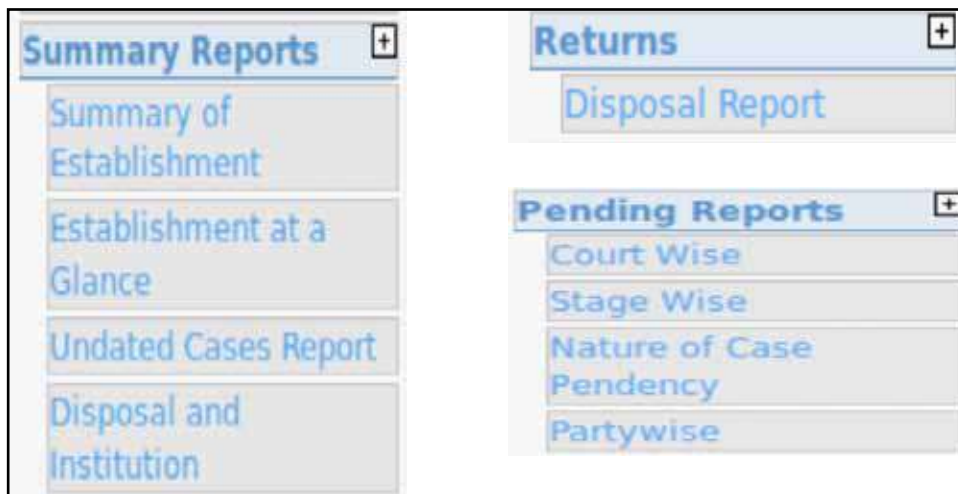 Summary Reports
Summary of
Establishment
Establishment at a
Glance
Undated Cases Report
Disposal and
Institution
Returns
Disposal Report
Pending Reports
Court Wise
Stage Wise
Nature of Case
Pendency
Partywise